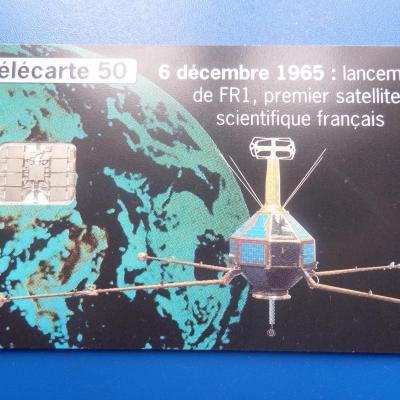 élécarte 50
6 décembre 1965 : lancem
de FR1, premier satellite
scientifique français